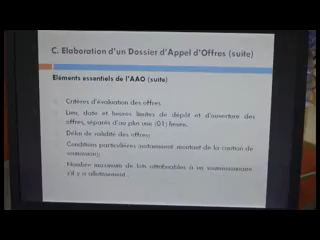 C. Elaboration d'un Dossier d'Appel d'Offres (suite)
Eléments essentiels de l'AAO (suite)
Critères d'évaluation des offres
Lieu, date et heures limites de dépôt et d'ouverture des
offres, séparés d'au plus une (01) heure.
Délai de validité des offres;
Conditions particulières notamment montant de la caution de
soumission;
Nombre maximum de lots attribuables à un soumissionnaire
s'il y a allotissement.